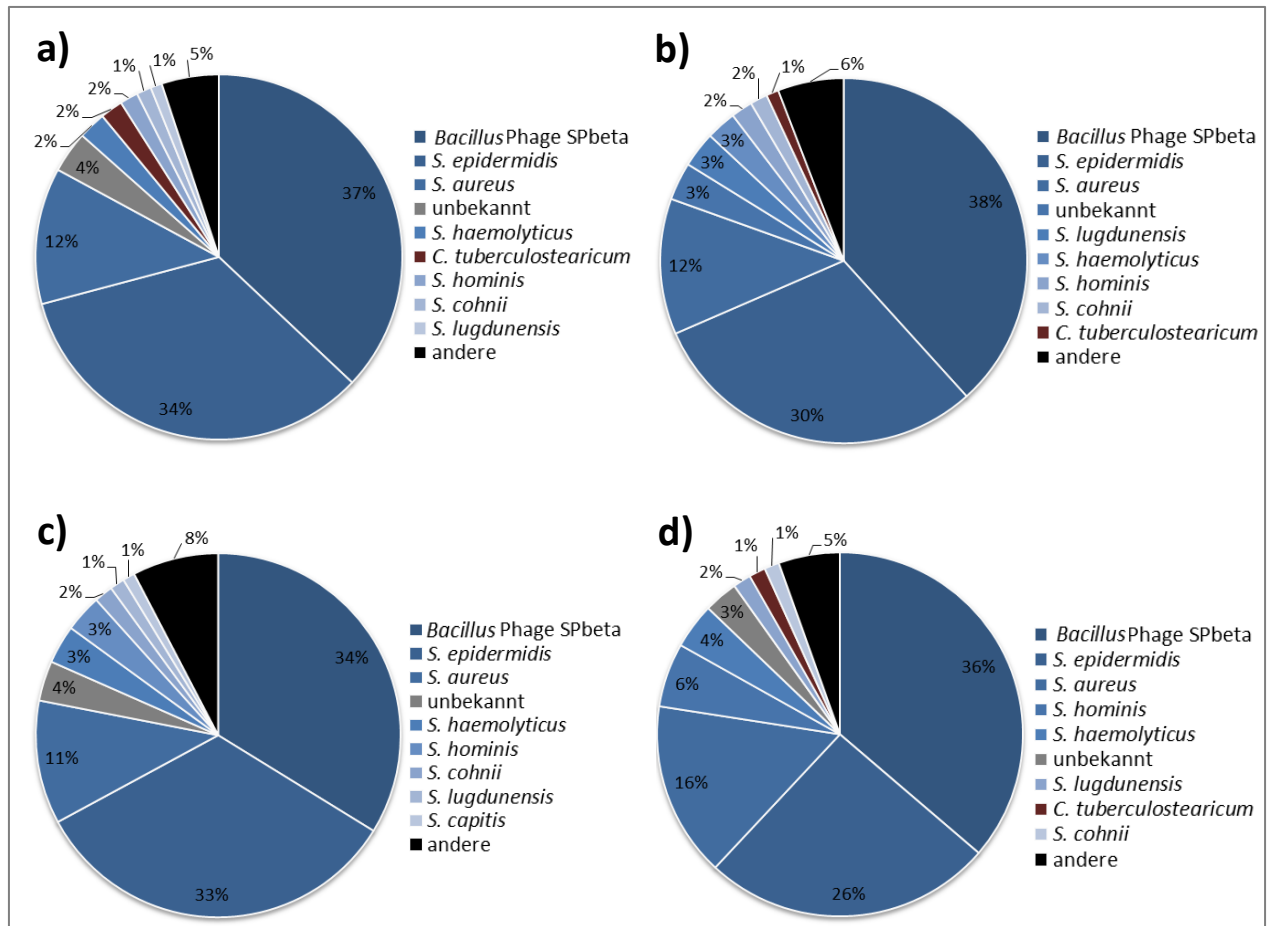 a)
1%
1%
5%
2%
2%
2%
4%
37%
12%
34%
Bacillus Phage SPbeta
S. epidermidis
S. aureus
unbekannt
S. haemolyticus
C. tuberculostearicum
S. hominis
S. cohnii
S. lugdunensis
andere
b)
2%
1%
6%
2%
3%
3%
3%
38%
12%
30%
Bacillus Phage SPbeta
S. epidermidis
S. aureus
unbekannt
S. lugdunensis
S. haemolyticus
S. hominis
S. cohnii
C. tuberculostearicum
andere
c)
1%
1%
8%
2%
3%
3%
4%
34%
11%
33%
Bacillus Phage SPbeta
S. epidermidis
S. aureus
unbekannt
S. haemolyticus
S. hominis
S. cohnii
S. lugdunensis
S. capitis
andere
d)
1%
1%
5%
2%
3%
4%
6%
36%
16%
26%
Bacillus Phage SPbeta
S. epidermidis
S. aureus
S. hominis
S. haemolyticus
unbekannt
S. lugdunensis
C. tuberculostearicum
S. cohnii
andere